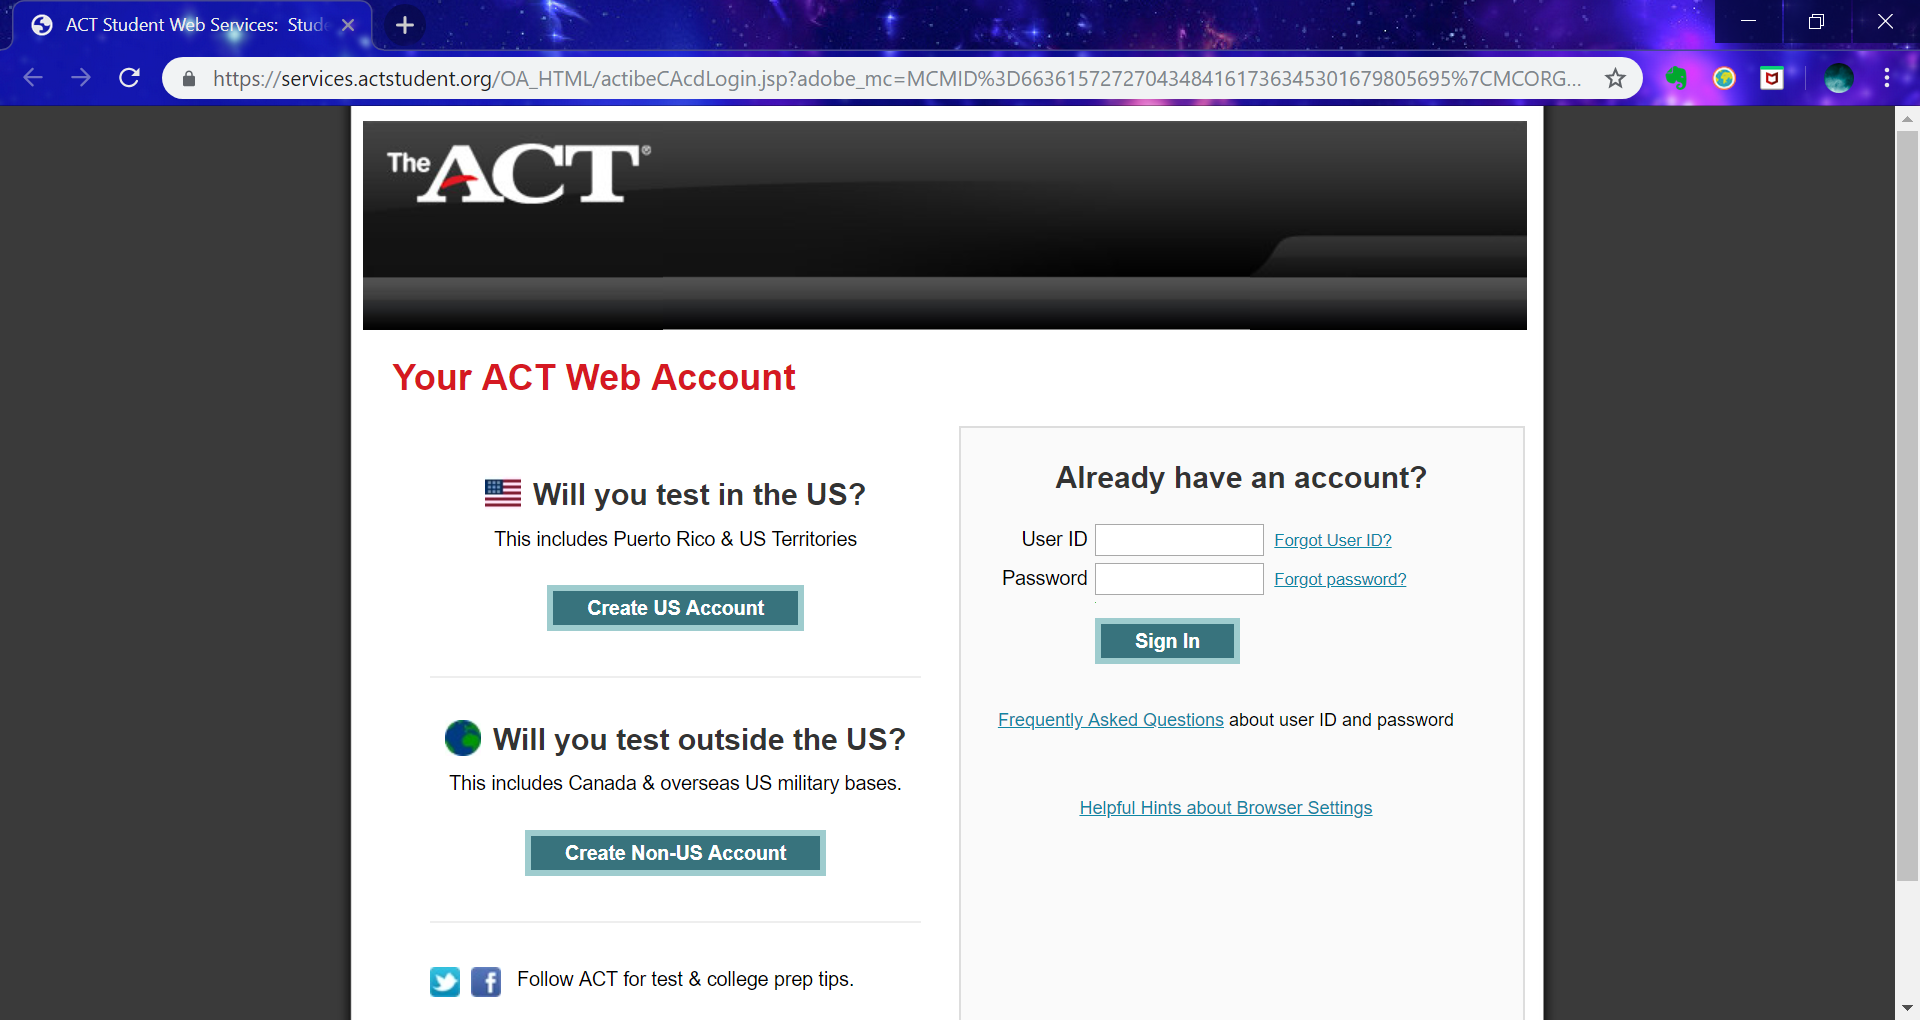 ACT Student Web Services: Stude
https://services.actstudent.org/OA_HTML/actibeCAcdLogin.jsp?adobe_mc=MCMID%3D66361572727043484161736345301679805695%7CMCORG...
The ACT®
Your ACT Web Account
Will you test in the US?
This includes Puerto Rico & US Territories
Create US Account
Will you test outside the US?
This includes Canada & overseas US military bases.
Create Non-US Account
Follow ACT for test & college prep tips.
Already have an account?
User ID Forgot User ID?
Password Forgot password?
Sign In
Frequently Asked Questions about user ID and password
Helpful Hints about Browser Settings